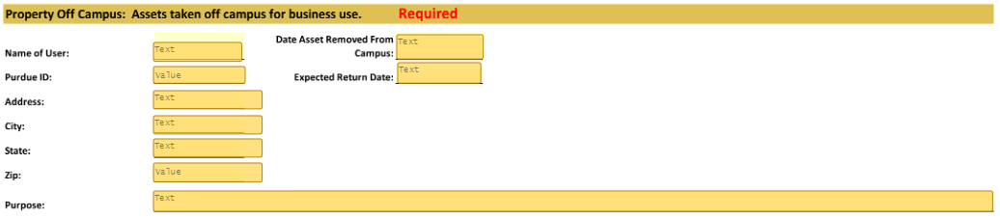 Property Off Campus: Assets taken off campus for business use. Required
Name of User: Text
Date Asset Removed From Campus: Text
Purdue ID: Value
Expected Return Date: Text
Address: Text
City: Text
State: Text
Zip: Value
Purpose: Text